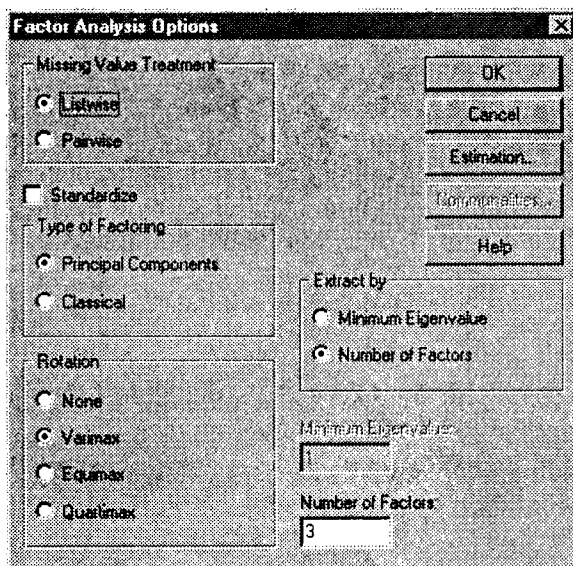 Factor Analysis Options
Missing Value Treatment
Listwise
Pairwise
Standardize
Type of Factoring
Principal Components
Classical
Rotation
None
Varimax
Equimax
Quartimax
OK
Cancel
Estimation...
Communalities...
Help
Extract by
Minimum Eigenvalue
Number of Factors
Minimum Eigenvalue:
1
Number of Factors:
3